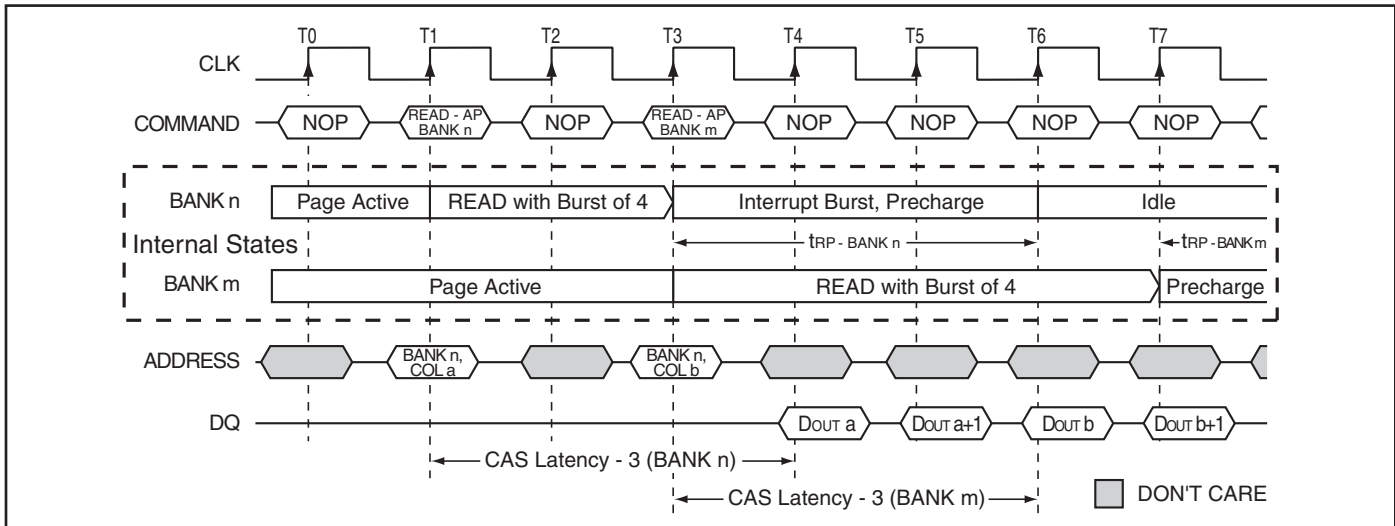 T0 T1 T2 T3 T4 T5 T6 T7
CLK
COMMAND NOP READ - AP BANK n NOP READ - AP BANK m NOP NOP NOP NOP
BANK n Page Active READ with Burst of 4 Interrupt Burst, Precharge Idle
Internal States tRP - BANK n tRP - BANK m
BANK m Page Active READ with Burst of 4 Precharge
ADDRESS BANK n, COL a BANK n, COL b
DQ DOUT a DOUT a+1 DOUT b DOUT b+1
CAS Latency - 3 (BANK n)
CAS Latency - 3 (BANK m) DON'T CARE